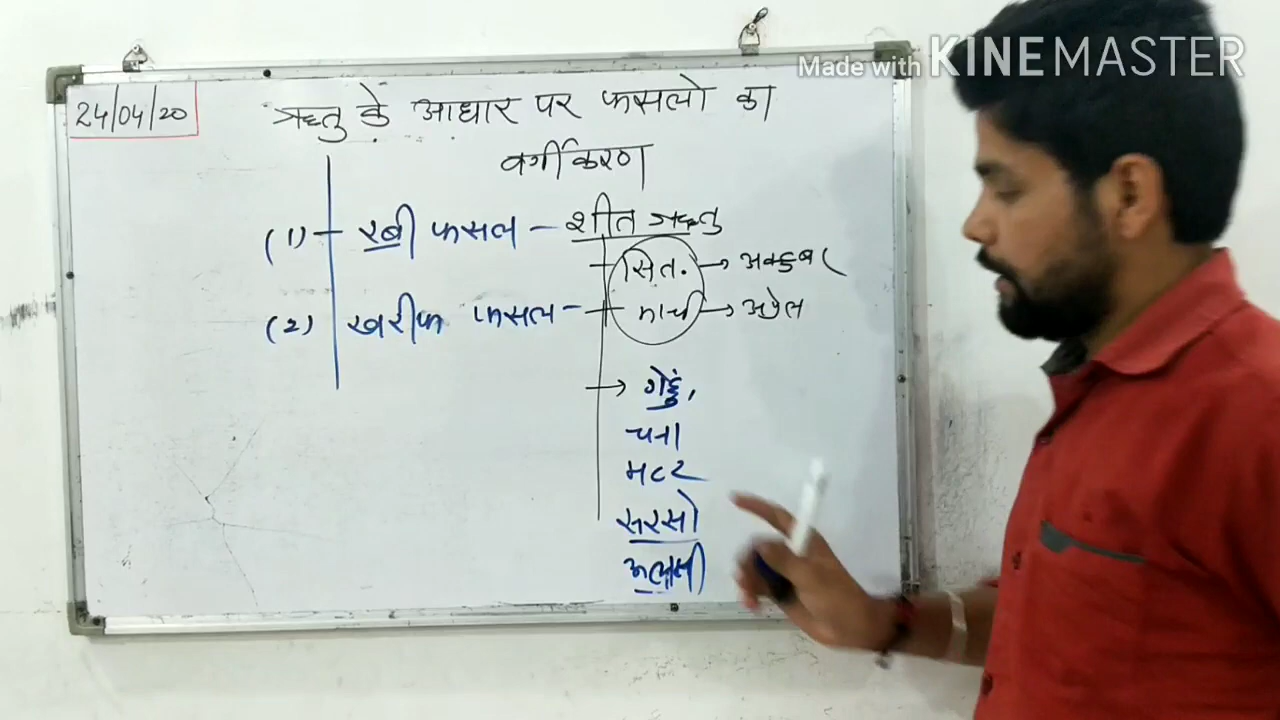 Made with KINEMASTER
24/04/20
ऋतु के आधार पर फसलो का
वर्गीकरण
(1) रबी फसल - शीत ऋतु
सित. → अक्टुबर
(2) खरीफ फसल -
मार्च → अप्रेल
→ गेहुं,
चना
मटर
सरसो
अलसी